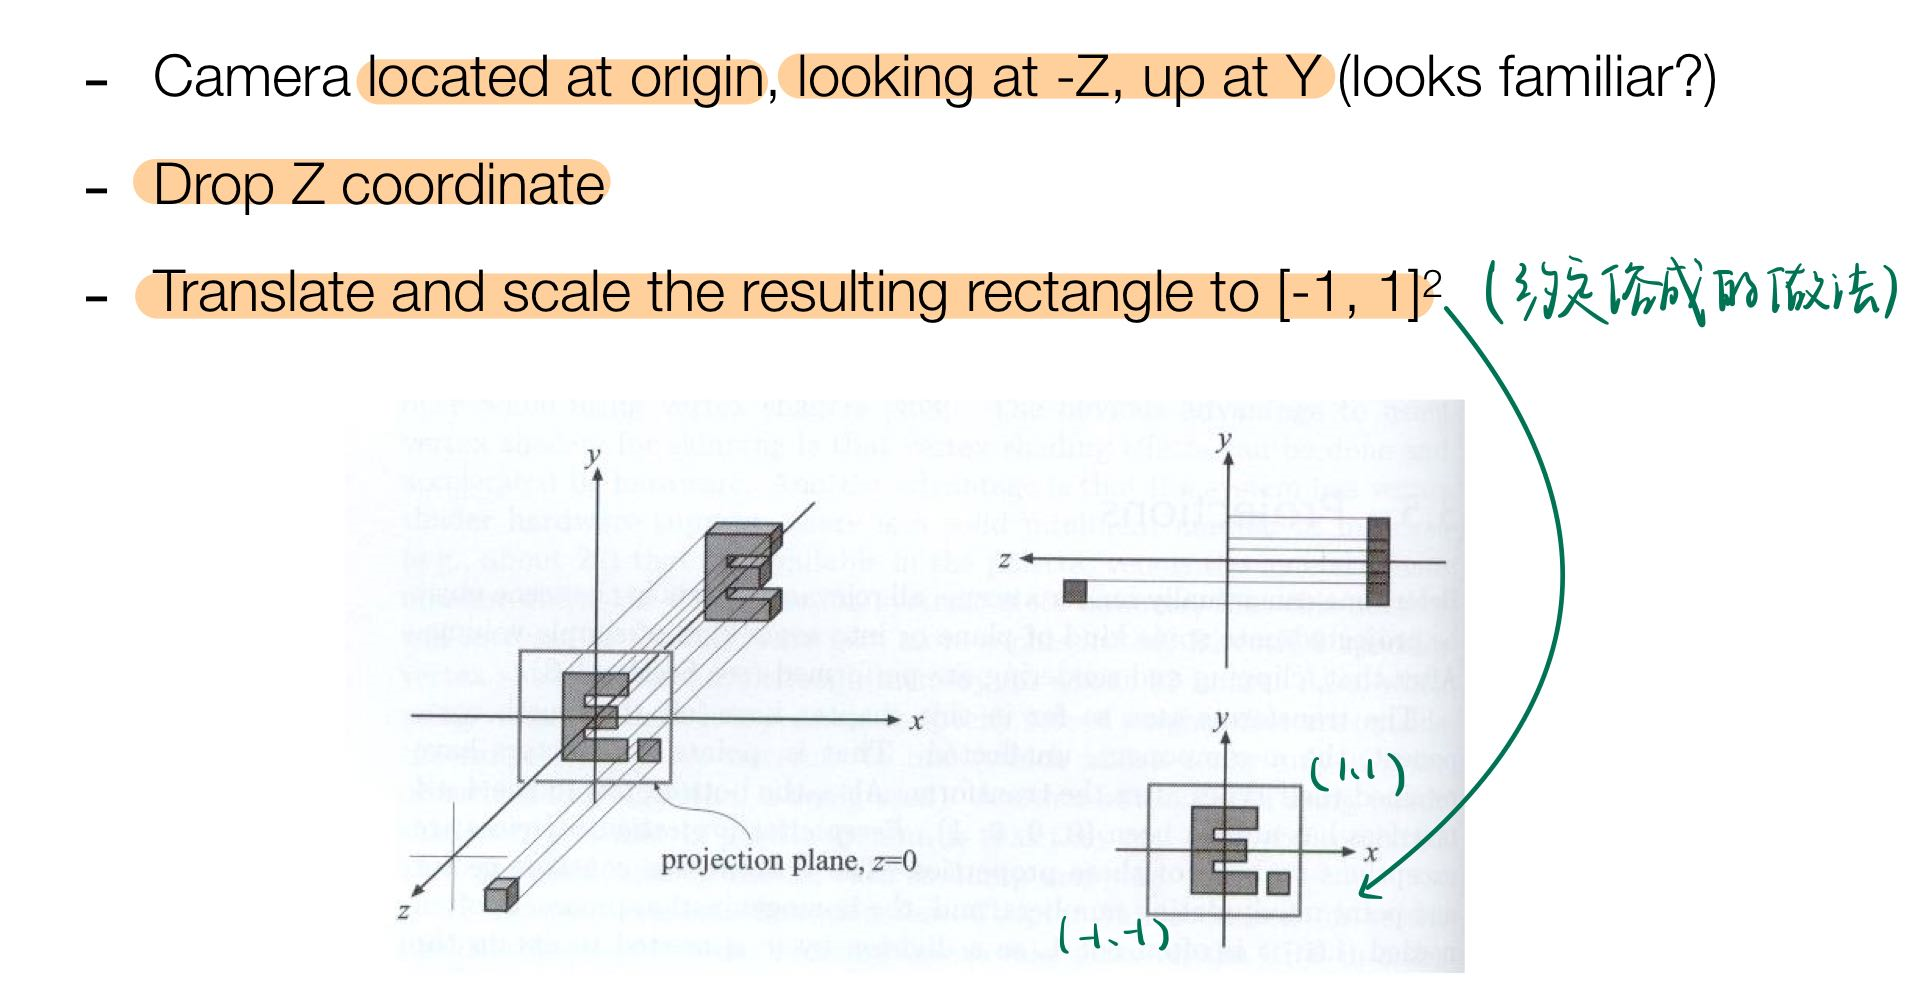 - Camera located at origin, looking at -Z, up at Y (looks familiar?)
- Drop Z coordinate
- Translate and scale the resulting rectangle to [-1, 1]² (约定俗成的做法)
y
x
z
projection plane, z=0
y
z
y
(1,1)
x
(-1,-1)